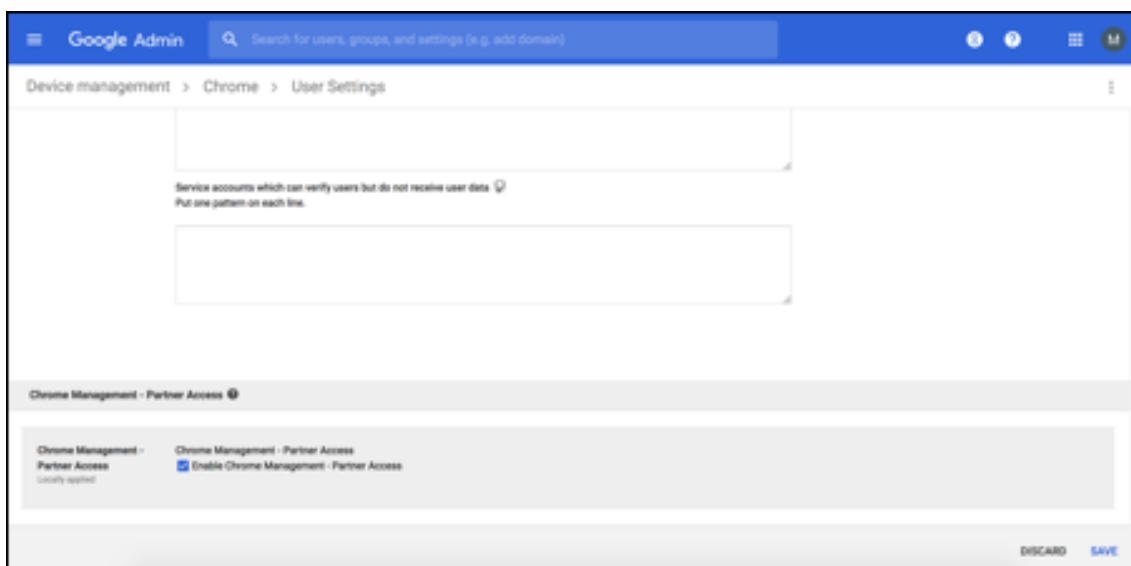 Google Admin
Search for users, groups, and settings (e.g. add domain)
M
Device management > Chrome > User Settings
Service accounts which can verify users but do not receive user data
Put one pattern on each line.
Chrome Management - Partner Access
Chrome Management -
Partner Access
Locally applied
Chrome Management - Partner Access
Enable Chrome Management - Partner Access
DISCARD SAVE